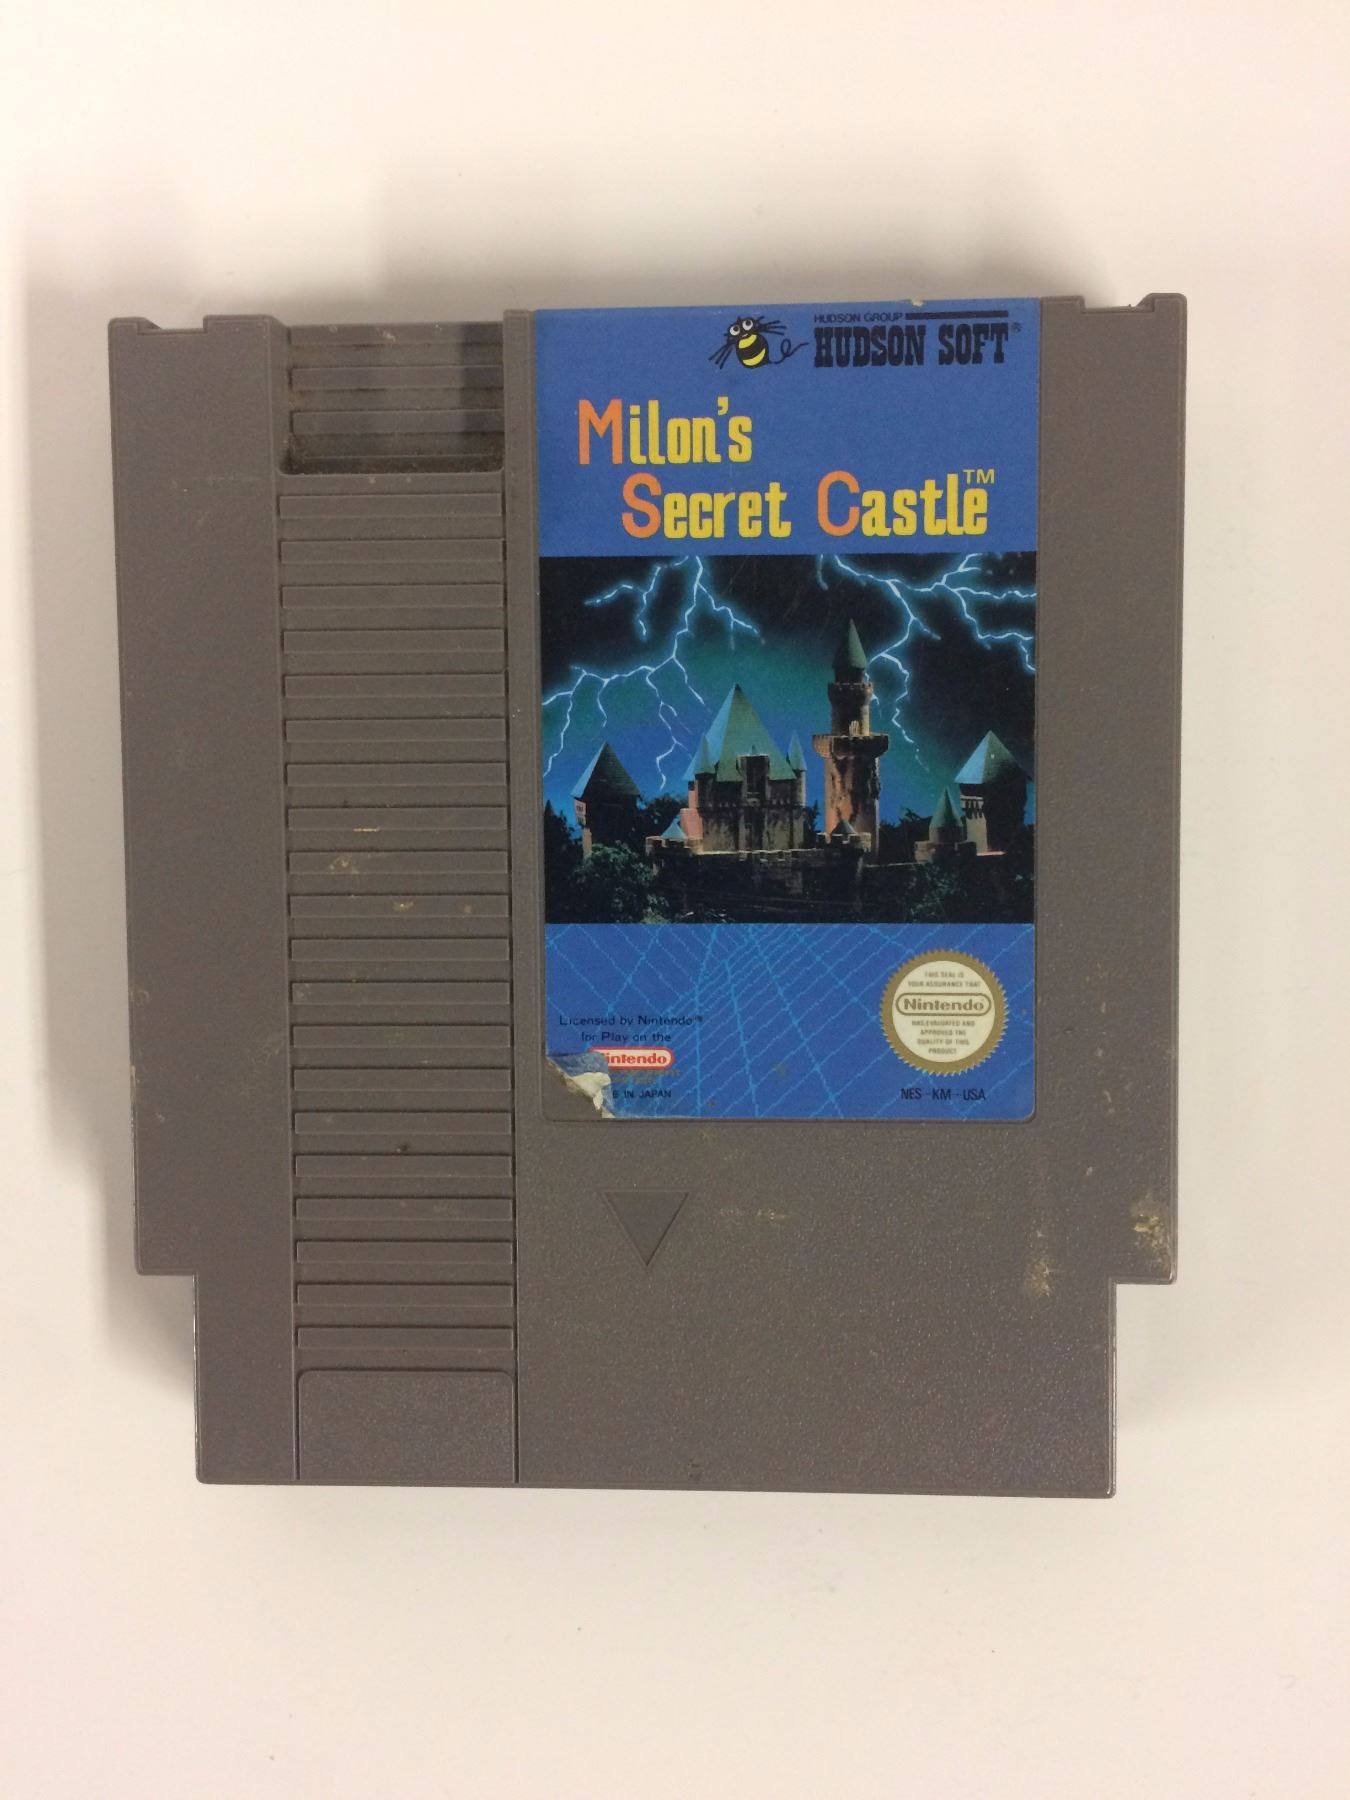 HUDSON GROUP
HUDSON SOFT®
Milon's
Secret Castle™
THIS SEAL IS
YOUR ASSURANCE THAT
Nintendo
HAS EVALUATED AND
APPROVED THE
QUALITY OF THIS
PRODUCT
Licensed by Nintendo®
for Play on the
intendo
E IN JAPAN
NES-KM-USA